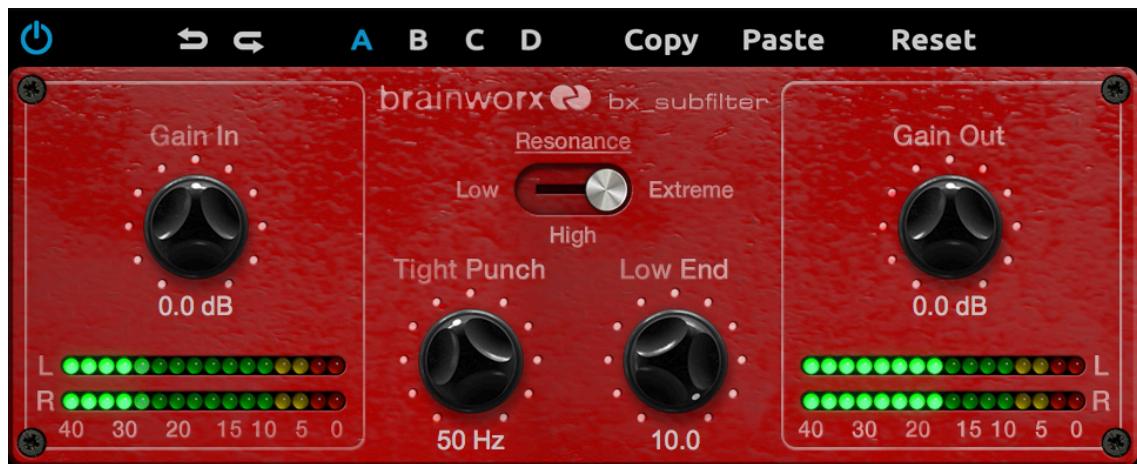 A B C D Copy Paste Reset
brainworx bx_subfilter
Gain In
Resonance
Gain Out
Low Extreme
High
Tight Punch Low End
0.0 dB
0.0 dB
L
L
R
R
40 30 20 15 10 5 0
40 30 20 15 10 5 0
50 Hz 10.0